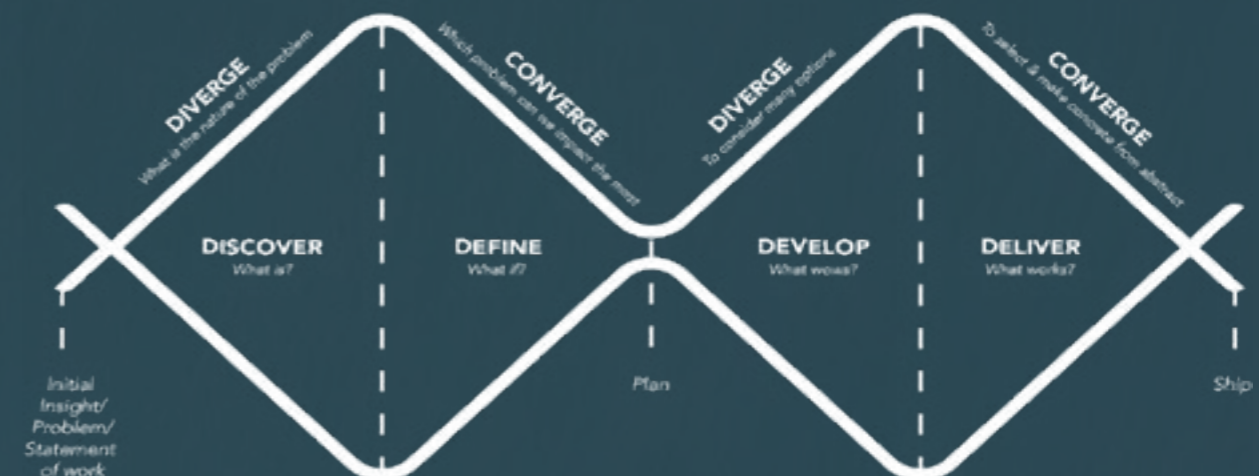 DIVERGE
What is the nature of the problem
CONVERGE
Which problem can we impact the most
DIVERGE
To consider many options
CONVERGE
To select & make concrete from abstract
DISCOVER
What is?
DEFINE
What if?
DEVELOP
What wows?
DELIVER
What works?
Initial
Insight/
Problem/
Statement
of work
Plan
Ship